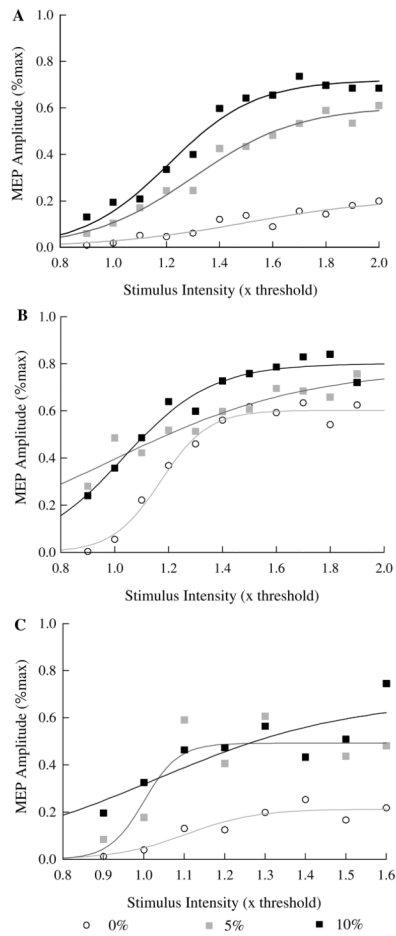 A
MEP Amplitude (%max)
1.0
0.8
0.6
0.4
0.2
0.0
0.8 1.0 1.2 1.4 1.6 1.8 2.0
Stimulus Intensity (x threshold)
B
MEP Amplitude (%max)
1.0
0.8
0.6
0.4
0.2
0.0
0.8 1.0 1.2 1.4 1.6 1.8 2.0
Stimulus Intensity (x threshold)
C
MEP Amplitude (%max)
1.0
0.8
0.6
0.4
0.2
0.0
0.8 0.9 1.0 1.1 1.2 1.3 1.4 1.5 1.6
Stimulus Intensity (x threshold)
0% 5% 10%